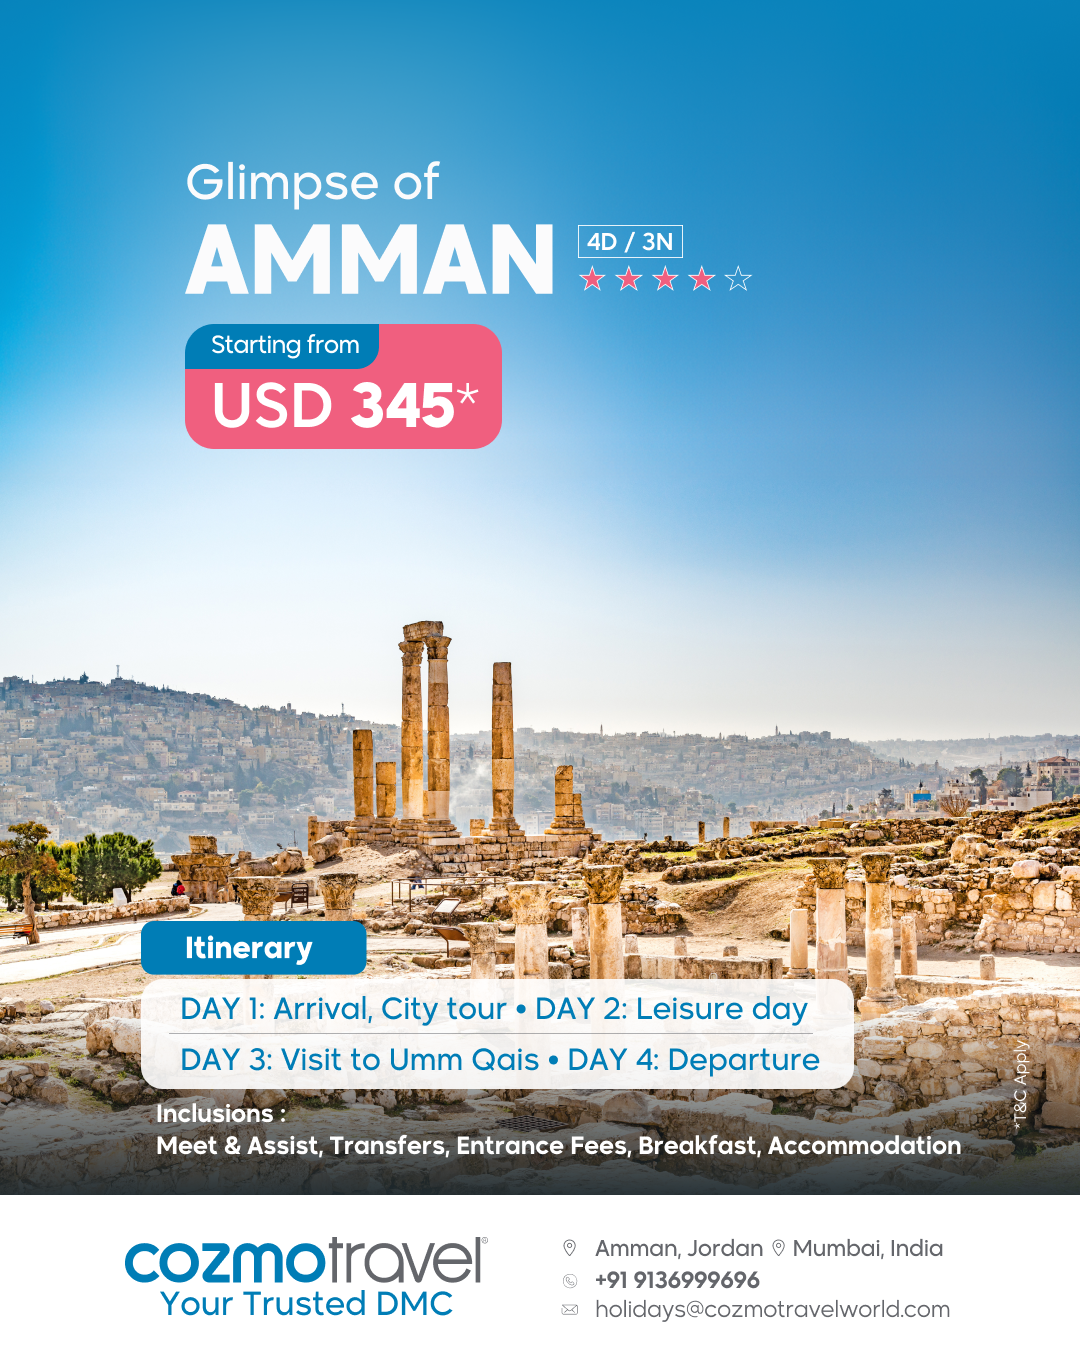 Glimpse of
AMMAN
4D / 3N
Starting from
USD 345*
Itinerary
DAY 1: Arrival, City tour • DAY 2: Leisure day
DAY 3: Visit to Umm Qais • DAY 4: Departure
Inclusions :
Meet & Assist, Transfers, Entrance Fees, Breakfast, Accommodation
*T&C Apply
cozmotravel®
Your Trusted DMC
Amman, Jordan Mumbai, India
+91 9136999696
holidays@cozmotravelworld.com